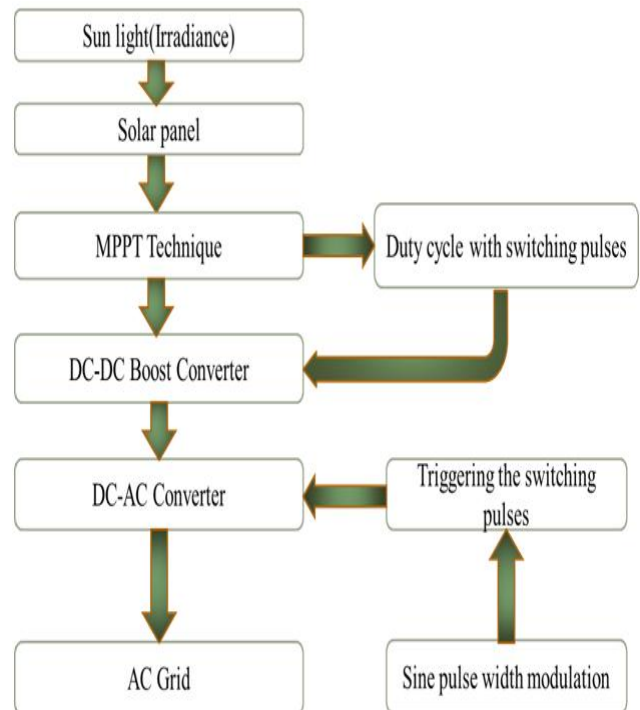 Sun light(Irradiance)
Solar panel
MPPT Technique
Duty cycle with switching pulses
DC-DC Boost Converter
DC-AC Converter
Triggering the switching
pulses
AC Grid
Sine pulse width modulation